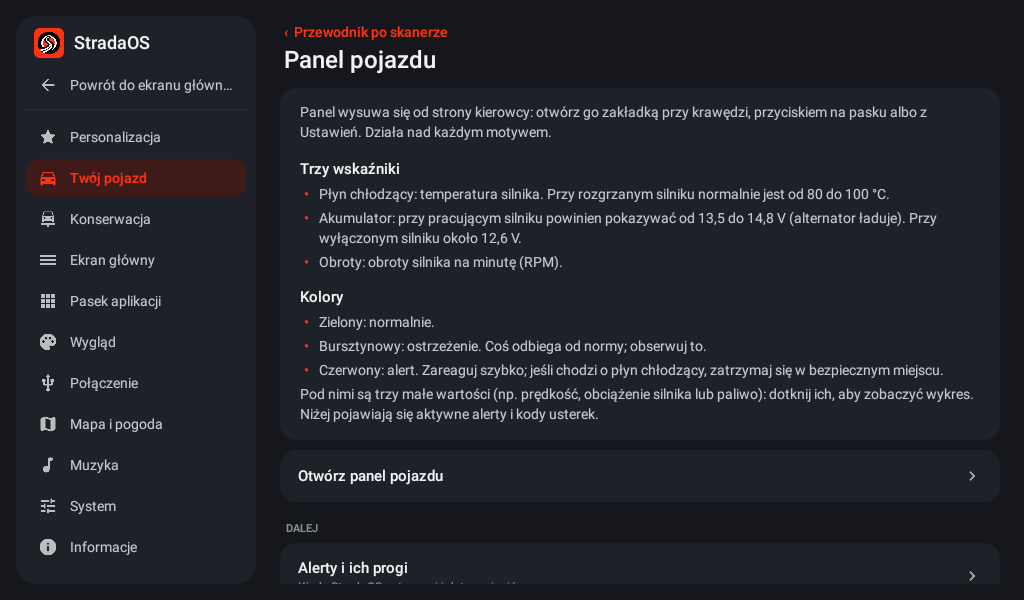 StradaOS
Powrót do ekranu główn...
Personalizacja
Twój pojazd
Konserwacja
Ekran główny
Pasek aplikacji
Wygląd
Połączenie
Mapa i pogoda
Muzyka
System
Informacje
‹ Przewodnik po skanerze
Panel pojazdu
Panel wysuwa się od strony kierowcy: otwórz go zakładką przy krawędzi, przyciskiem na pasku albo z
Ustawień. Działa nad każdym motywem.
Trzy wskaźniki
• Płyn chłodzący: temperatura silnika. Przy rozgrzanym silniku normalnie jest od 80 do 100 °C.
• Akumulator: przy pracującym silniku powinien pokazywać od 13,5 do 14,8 V (alternator ładuje). Przy
wyłączonym silniku około 12,6 V.
• Obroty: obroty silnika na minutę (RPM).
Kolory
• Zielony: normalnie.
• Bursztynowy: ostrzeżenie. Coś odbiega od normy; obserwuj to.
• Czerwony: alert. Zareaguj szybko; jeśli chodzi o płyn chłodzący, zatrzymaj się w bezpiecznym miejscu.
Pod nimi są trzy małe wartości (np. prędkość, obciążenie silnika lub paliwo): dotknij ich, aby zobaczyć wykres.
Niżej pojawiają się aktywne alerty i kody usterek.
Otwórz panel pojazdu
DALEJ
Alerty i ich progi